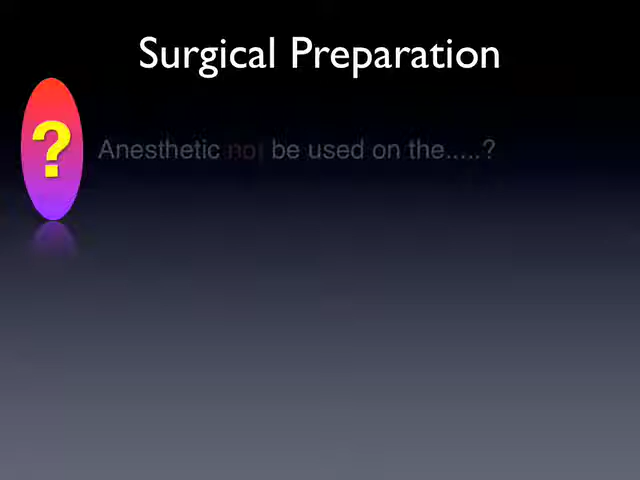 Surgical Preparation
?
Anesthetic not be used on the.....?